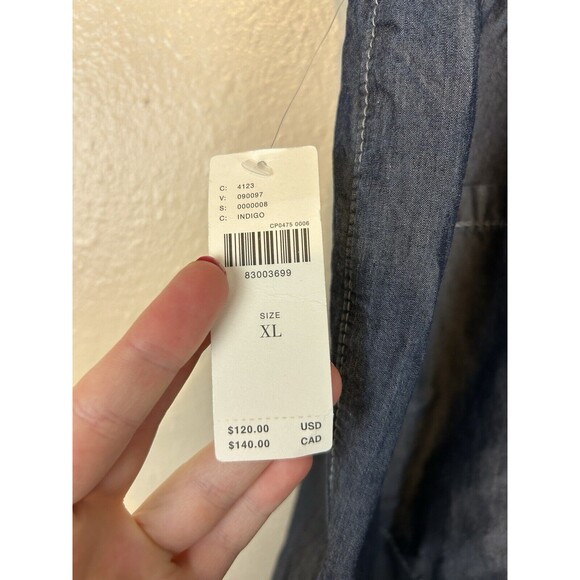 C: 4123
V: 090097
S: 0000008
C: INDIGO
CP0475 0008
83003699
SIZE
XL
$120.00 USD
$140.00 CAD